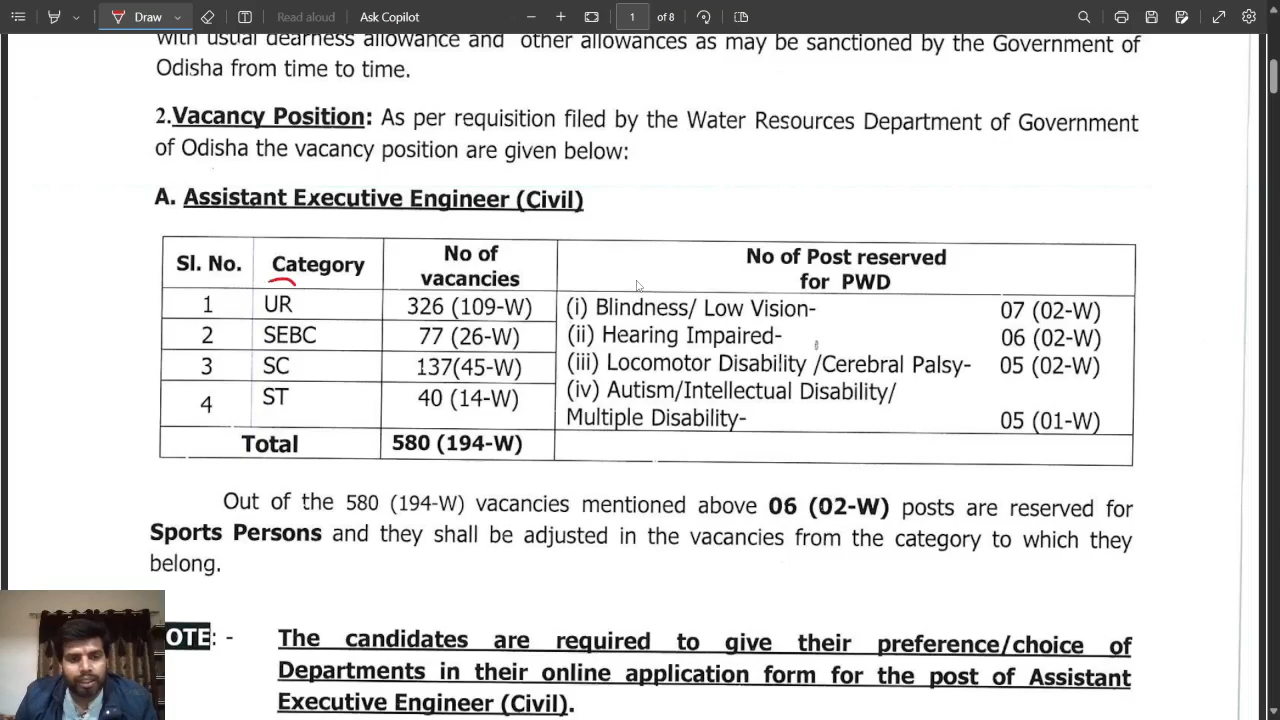 Draw
Read aloud
Ask Copilot
1 of 8
with usual dearness allowance and other allowances as may be sanctioned by the Government of
Odisha from time to time.
2.Vacancy Position: As per requisition filed by the Water Resources Department of Government
of Odisha the vacancy position are given below:
A. Assistant Executive Engineer (Civil)
Sl. No. Category No of vacancies No of Post reserved for PWD
1 UR 326 (109-W) (i) Blindness/ Low Vision- 07 (02-W)
2 SEBC 77 (26-W) (ii) Hearing Impaired- 06 (02-W)
3 SC 137(45-W) (iii) Locomotor Disability /Cerebral Palsy- 05 (02-W)
4 ST 40 (14-W) (iv) Autism/Intellectual Disability/
Multiple Disability- 05 (01-W)
Total 580 (194-W)
Out of the 580 (194-W) vacancies mentioned above 06 (02-W) posts are reserved for
Sports Persons and they shall be adjusted in the vacancies from the category to which they
belong.
OTE: - The candidates are required to give their preference/choice of
Departments in their online application form for the post of Assistant
Executive Engineer (Civil).